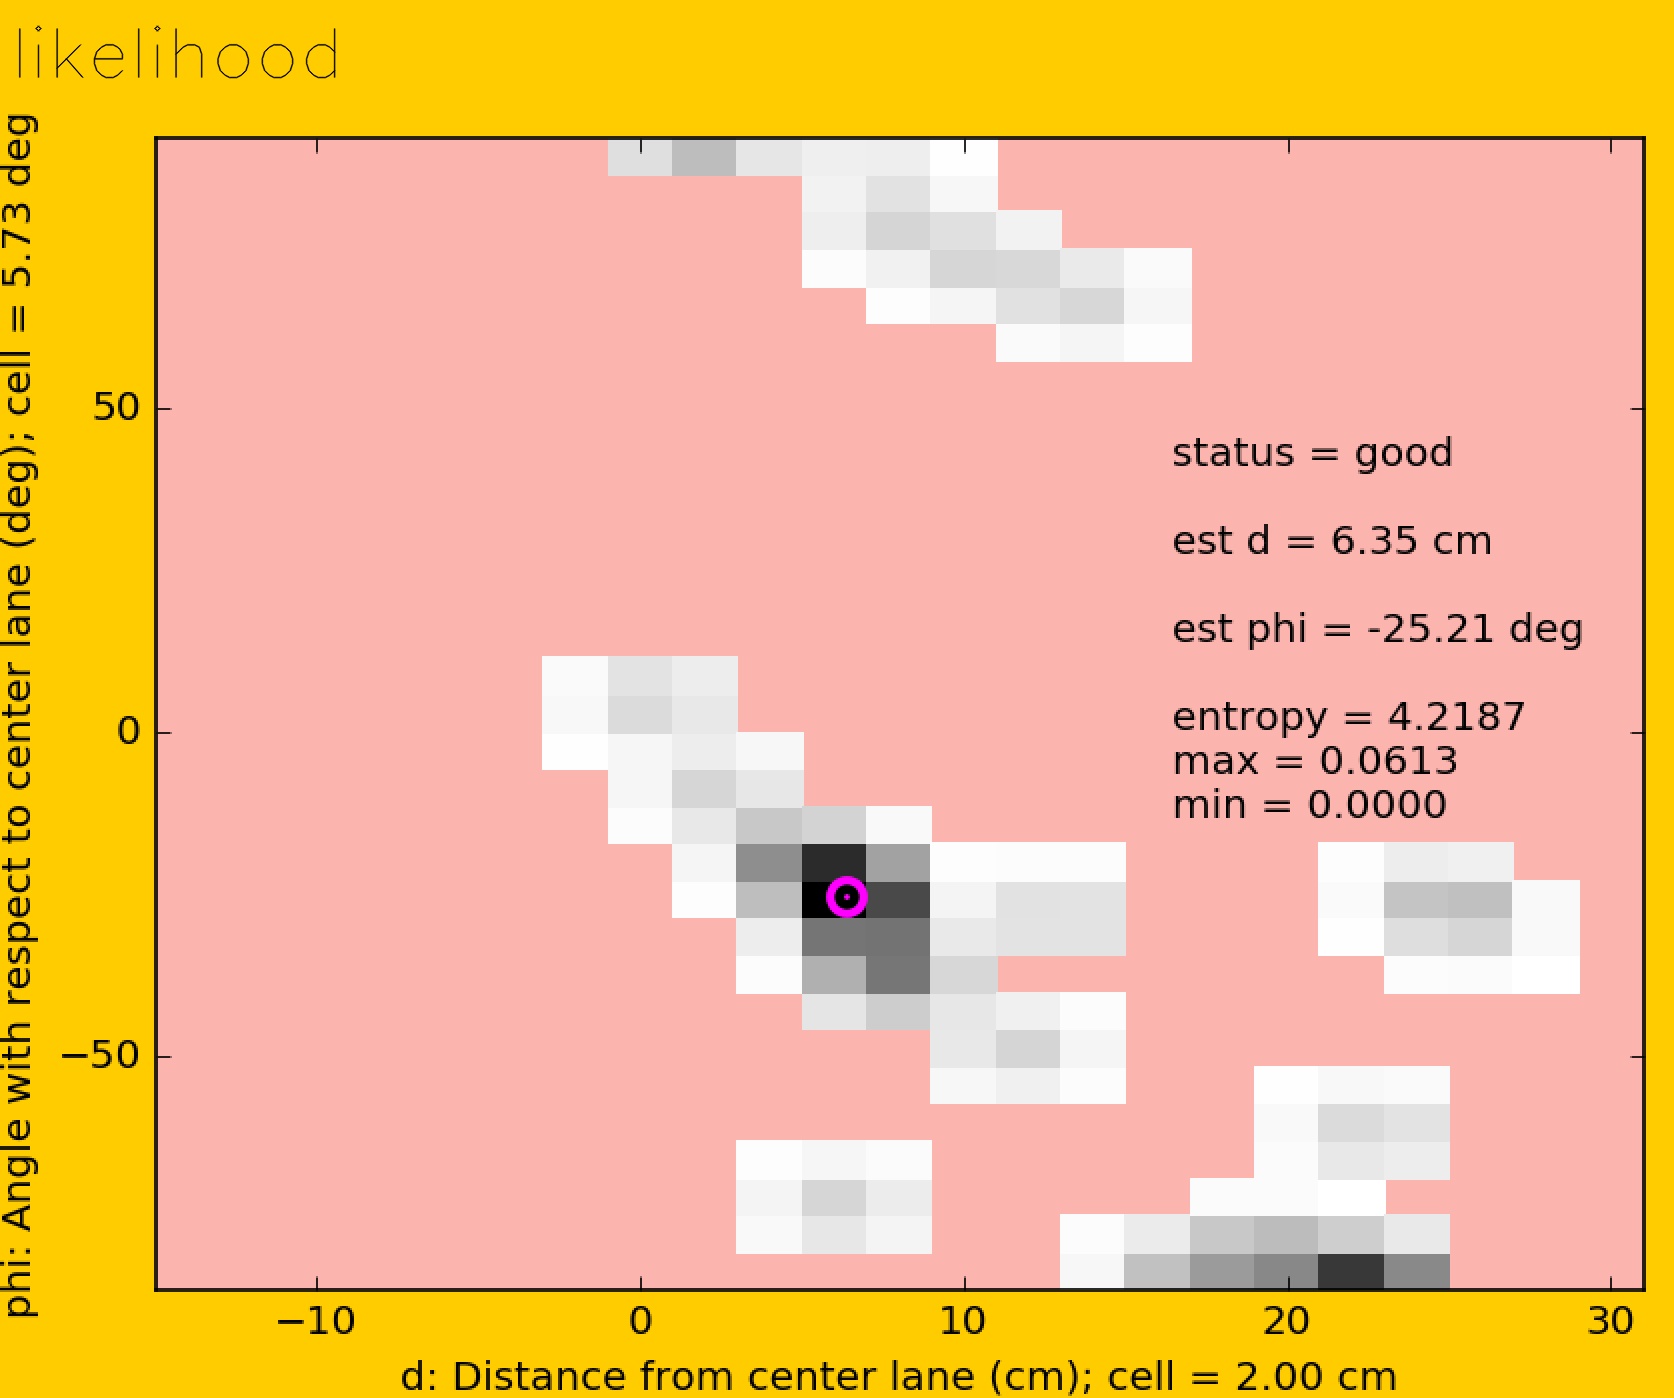 likelihood
phi: Angle with respect to center lane (deg); cell = 5.73 deg
50
0
−50
status = good
est d = 6.35 cm
est phi = -25.21 deg
entropy = 4.2187
max = 0.0613
min = 0.0000
−10 0 10 20 30
d: Distance from center lane (cm); cell = 2.00 cm